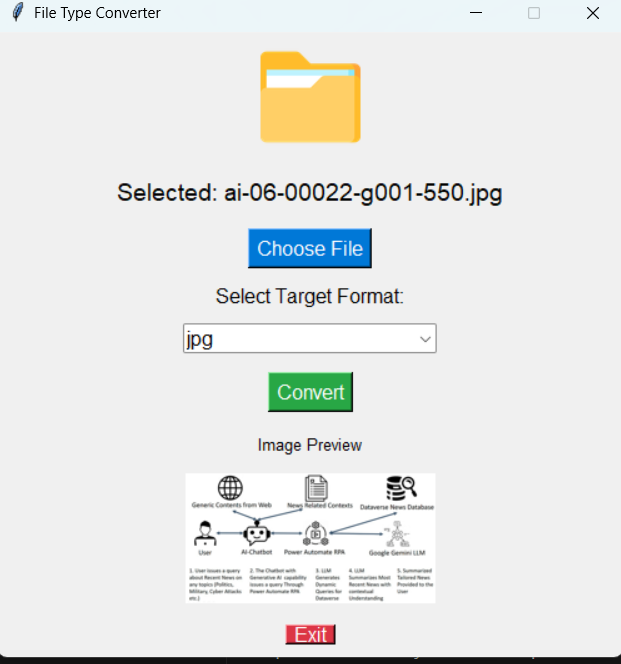 File Type Converter
Selected: ai-06-00022-g001-550.jpg
Choose File
Select Target Format:
jpg
Convert
Image Preview
Generic Contents from Web
News Related Contexts
Dataverse News Database
User
AI-Chatbot
Power Automate RPA
Google Gemini LLM
1. User issues a query
about Recent News on
any topics (Politics,
Military, Cyber Attacks
etc.)
2. The Chatbot with
Generative AI capability
issues a query Through
Power Automate RPA
3. LLM
Generates
Dynamic
Queries for
Dataverse
4. LLM
Summarizes Most
Recent News with
contextual
Understanding
5. Summarized
Tailored News
Provided to the
User
Exit